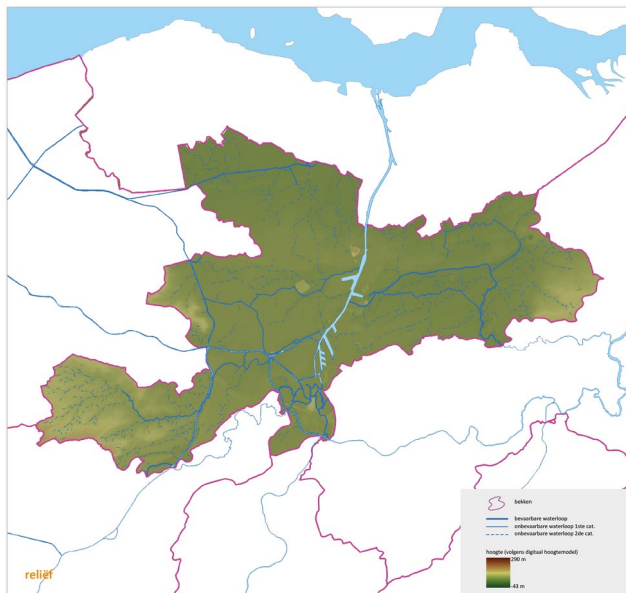 bekken
bevaarbare waterloop
onbevaarbare waterloop 1ste cat.
onbevaarbare waterloop 2de cat.
hoogte (volgens digitaal hoogtemodel)
290 m
-43 m
reliëf